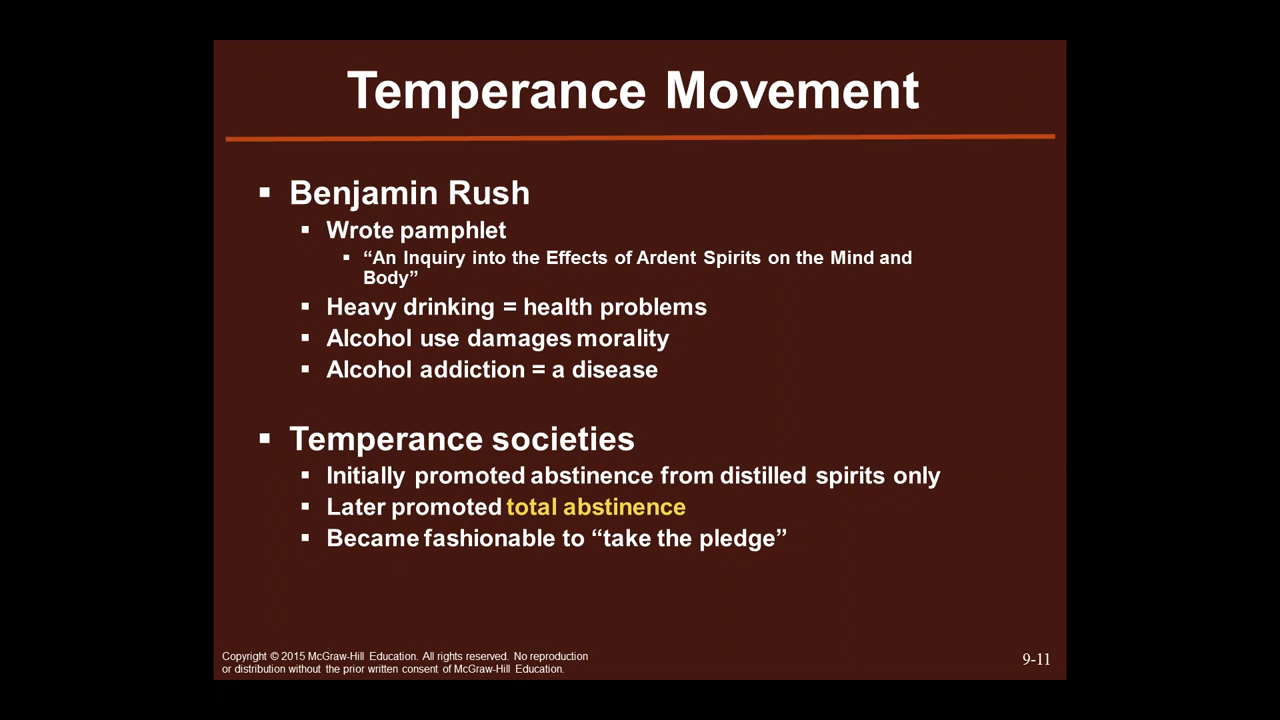 Temperance Movement
▪ Benjamin Rush
▪ Wrote pamphlet
▪ “An Inquiry into the Effects of Ardent Spirits on the Mind and
Body”
▪ Heavy drinking = health problems
▪ Alcohol use damages morality
▪ Alcohol addiction = a disease
▪ Temperance societies
▪ Initially promoted abstinence from distilled spirits only
▪ Later promoted total abstinence
▪ Became fashionable to “take the pledge”
Copyright © 2015 McGraw-Hill Education. All rights reserved. No reproduction
or distribution without the prior written consent of McGraw-Hill Education.
9-11